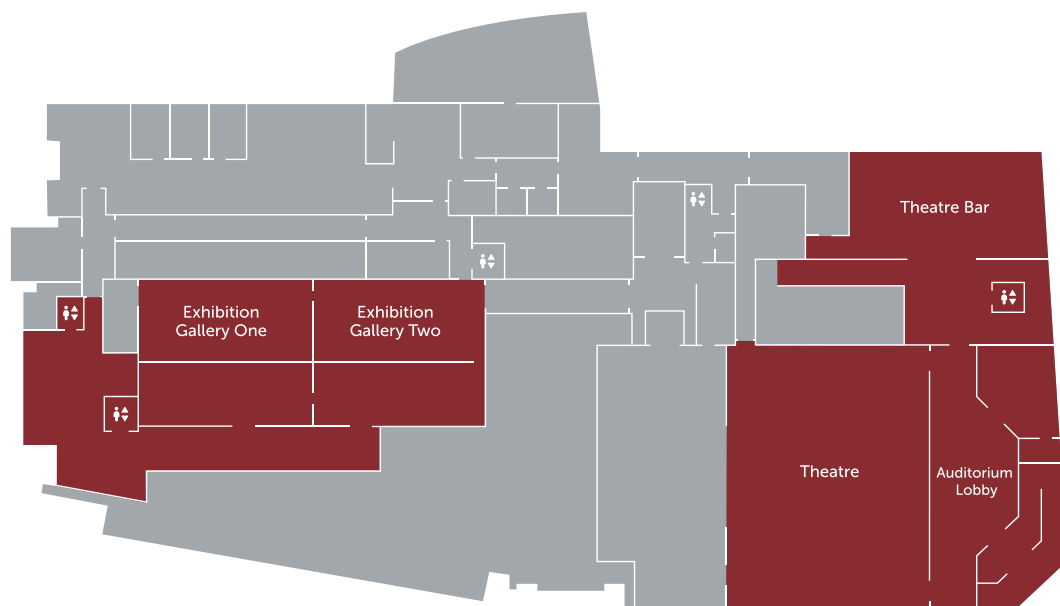 Theatre Bar
Exhibition
Gallery One
Exhibition
Gallery Two
Theatre
Auditorium
Lobby